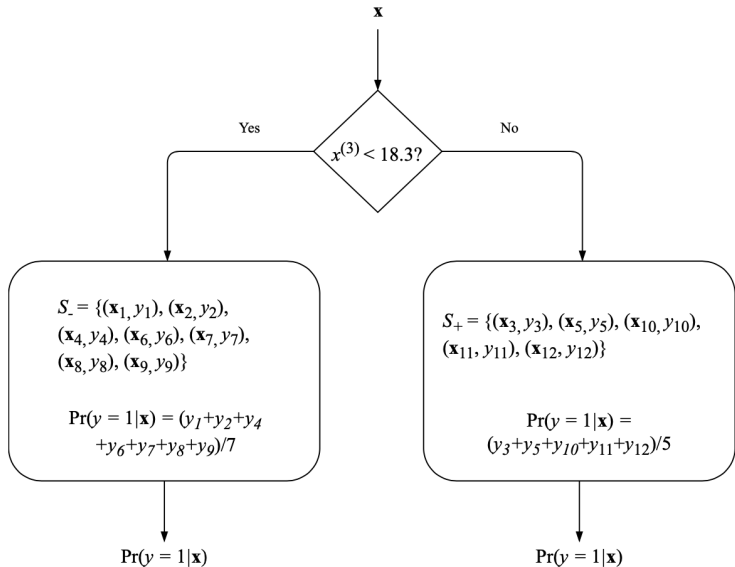 x
Yes
No
x⁽³⁾ < 18.3?
S₋ = {(x₁, y₁), (x₂, y₂),
(x₄, y₄), (x₆, y₆), (x₇, y₇),
(x₈, y₈), (x₉, y₉)}
Pr(y = 1|x) = (y₁+y₂+y₄
+y₆+y₇+y₈+y₉)/7
S₊ = {(x₃, y₃), (x₅, y₅), (x₁₀, y₁₀),
(x₁₁, y₁₁), (x₁₂, y₁₂)}
Pr(y = 1|x) =
(y₃+y₅+y₁₀+y₁₁+y₁₂)/5
Pr(y = 1|x)
Pr(y = 1|x)